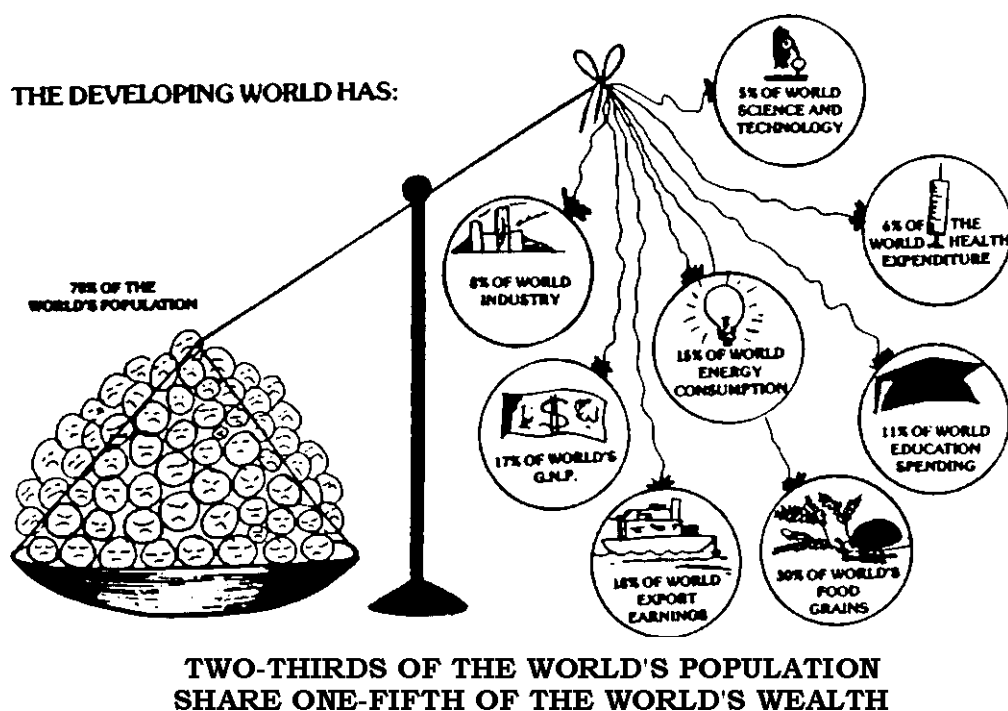 THE DEVELOPING WORLD HAS:
5% OF WORLD
SCIENCE AND
TECHNOLOGY
6% OF THE
WORLD HEALTH
EXPENDITURE
8% OF WORLD
INDUSTRY
OF THE
WORLD'S POPULATION
OF WORLD
ENERGY
CONSUMPTION
17% OF WORLD'S
G.N.P.
11% OF WORLD
EDUCATION
SPENDING
OF WORLD
EXPORT
EARNINGS
30% OF WORLD'S
FOOD
GRAINS
TWO-THIRDS OF THE WORLD'S POPULATION
SHARE ONE-FIFTH OF THE WORLD'S WEALTH